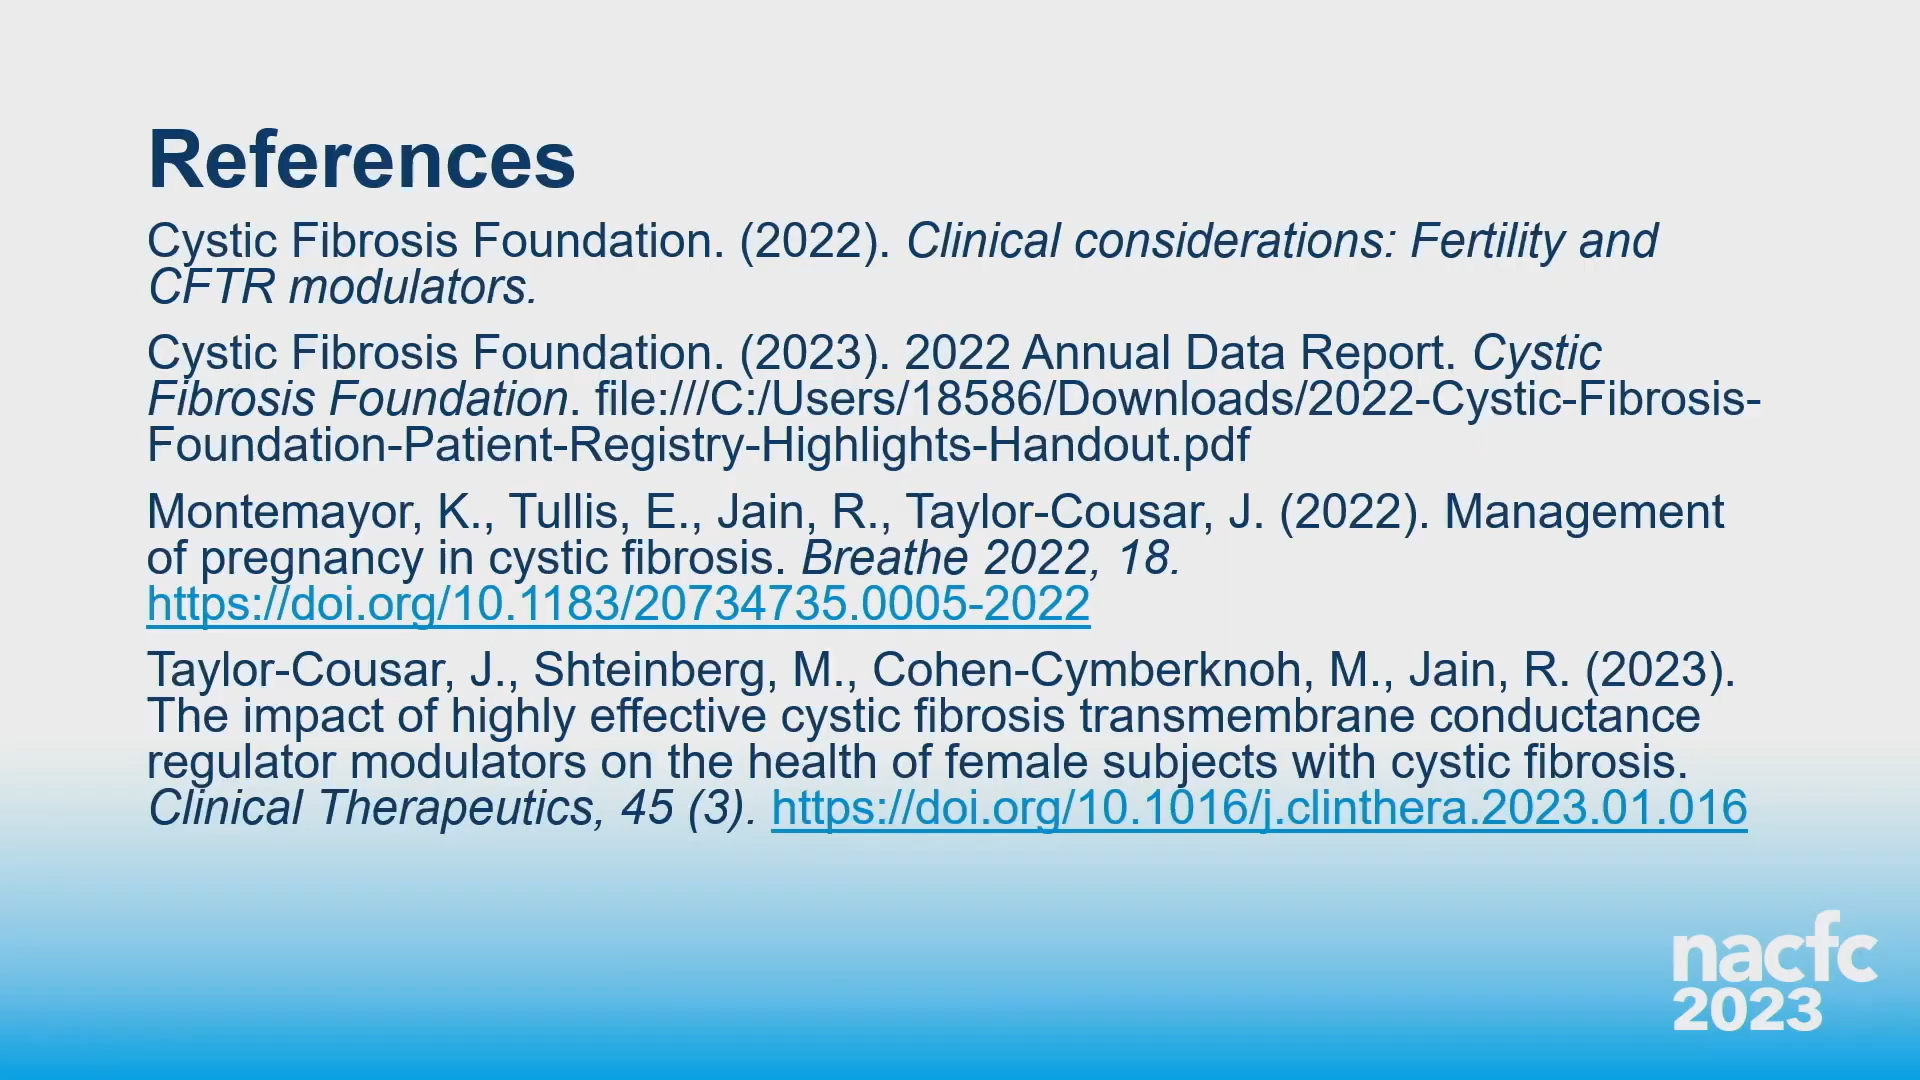 References
Cystic Fibrosis Foundation. (2022). Clinical considerations: Fertility and
CFTR modulators.
Cystic Fibrosis Foundation. (2023). 2022 Annual Data Report. Cystic
Fibrosis Foundation. file:///C:/Users/18586/Downloads/2022-Cystic-Fibrosis-
Foundation-Patient-Registry-Highlights-Handout.pdf
Montemayor, K., Tullis, E., Jain, R., Taylor-Cousar, J. (2022). Management
of pregnancy in cystic fibrosis. Breathe 2022, 18.
https://doi.org/10.1183/20734735.0005-2022
Taylor-Cousar, J., Shteinberg, M., Cohen-Cymberknoh, M., Jain, R. (2023).
The impact of highly effective cystic fibrosis transmembrane conductance
regulator modulators on the health of female subjects with cystic fibrosis.
Clinical Therapeutics, 45 (3). https://doi.org/10.1016/j.clinthera.2023.01.016
nacfc
2023